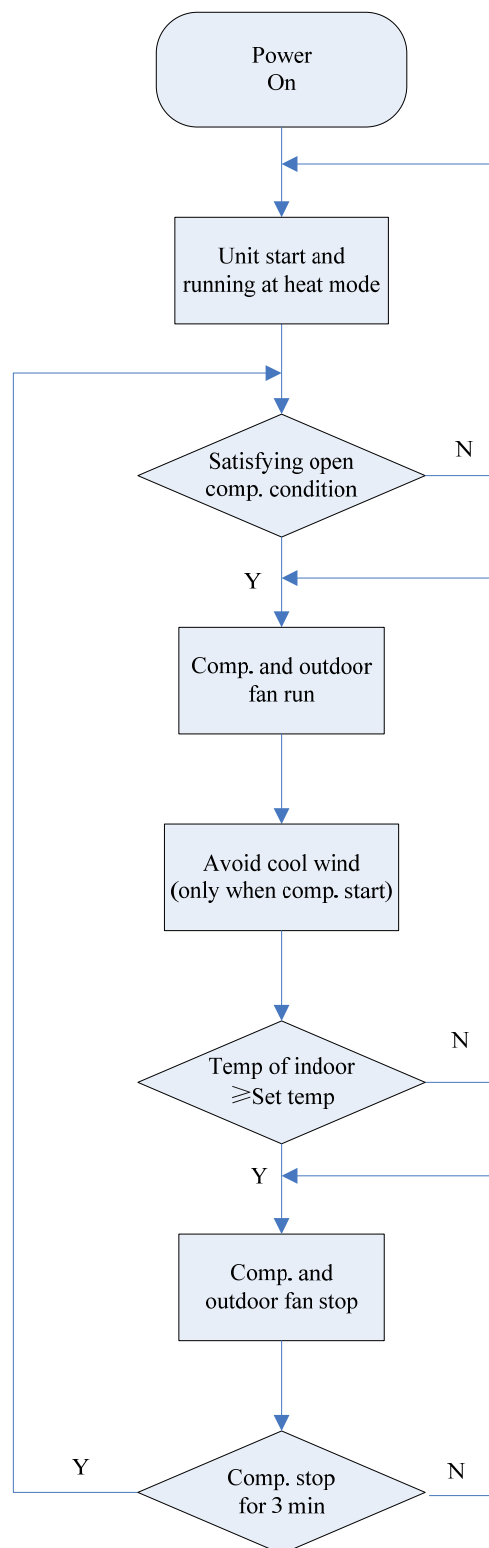 Power
On
Unit start and
running at heat mode
Satisfying open
comp. condition
N
Y
Comp. and outdoor
fan run
Avoid cool wind
(only when comp. start)
Temp of indoor
≥Set temp
N
Y
Comp. and
outdoor fan stop
Y
Comp. stop
for 3 min
N